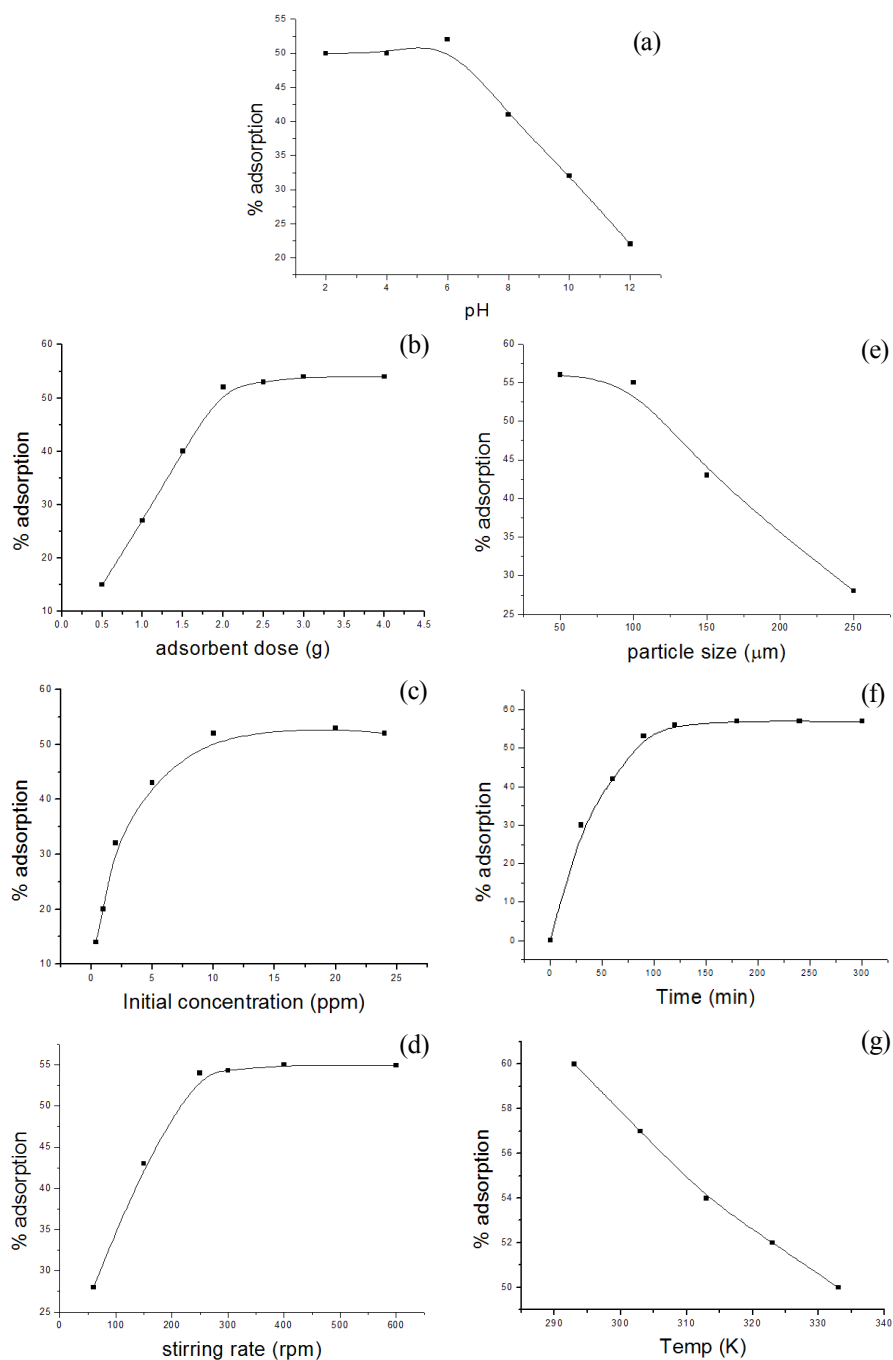 (a)
55
50
45
40
35
30
25
20
% adsorption
2 4 6 8 10 12
pH
(b)
60
50
40
30
20
10
% adsorption
0.0 0.5 1.0 1.5 2.0 2.5 3.0 3.5 4.0 4.5
adsorbent dose (g)
(e)
60
55
50
45
40
35
30
25
% adsorption
50 100 150 200 250
particle size (μm)
(c)
60
50
40
30
20
10
% adsorption
0 5 10 15 20 25
Initial concentration (ppm)
(f)
60
50
40
30
20
10
0
% adsorption
0 50 100 150 200 250 300
Time (min)
(d)
55
50
45
40
35
30
25
% adsorption
0 100 200 300 400 500 600
stirring rate (rpm)
(g)
60
58
56
54
52
50
% adsorption
290 300 310 320 330 340
Temp (K)